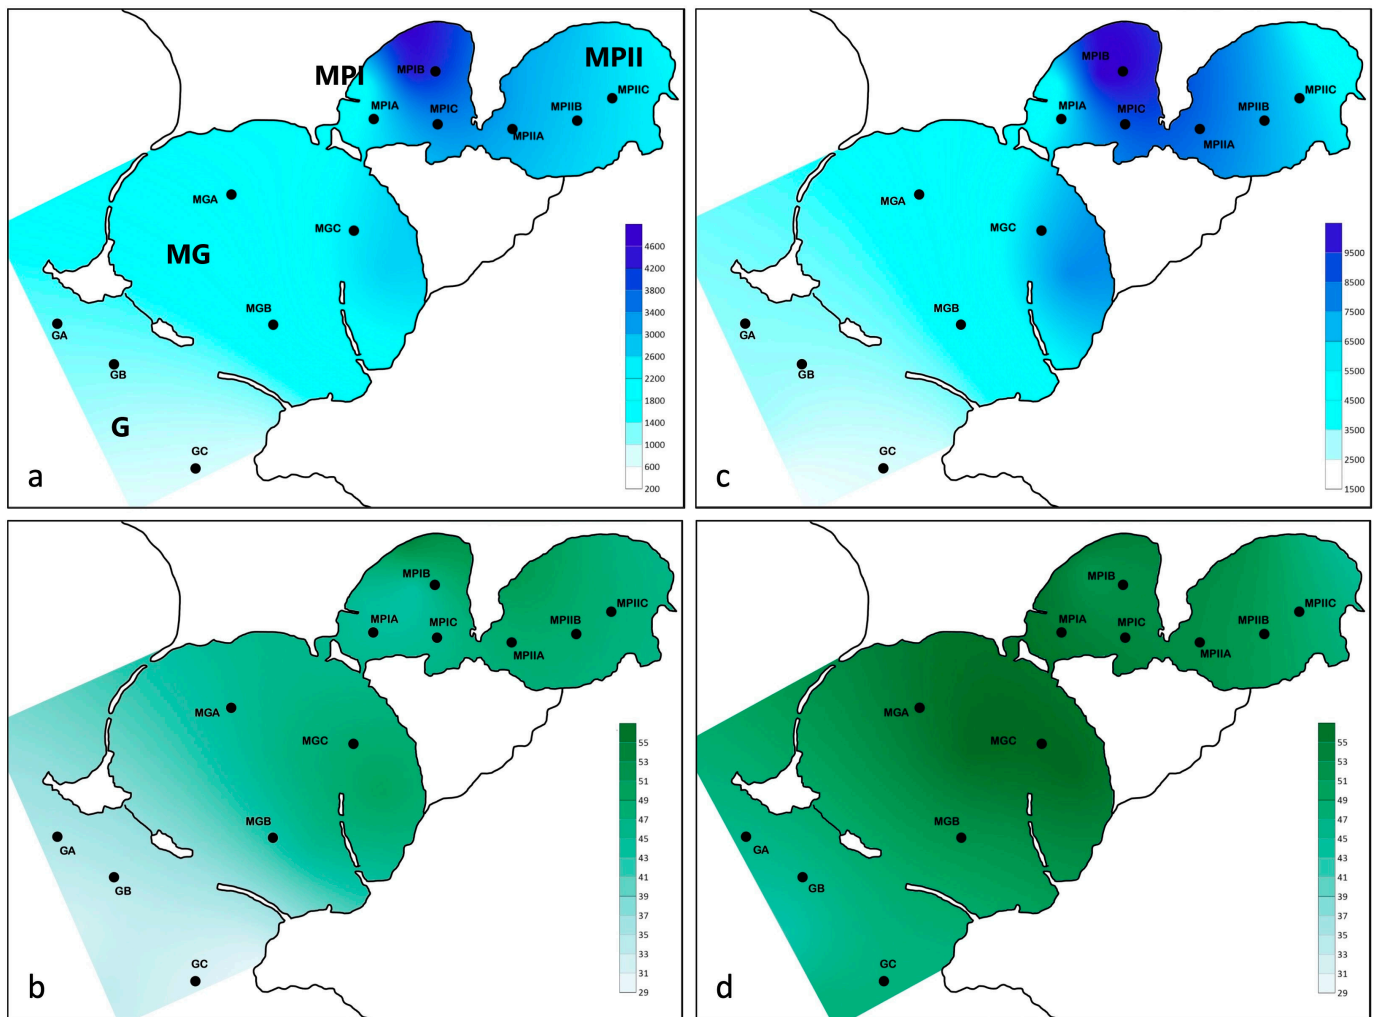 MPI
MPII
MPIB
MPIA
MPIC
MPIIA
MPIIB
MPIIC
MGA
MGC
MG
MGB
GA
GB
G
GC
4600
4200
3800
3400
3000
2600
2200
1800
1400
1000
600
200
a
MPIB
MPIA
MPIC
MPIIA
MPIIB
MPIIC
MGA
MGC
MGB
GA
GB
GC
9500
8500
7500
6500
5500
4500
3500
2500
1500
c
MPIB
MPIA
MPIC
MPIIA
MPIIB
MPIIC
MGA
MGC
MGB
GA
GB
GC
55
53
51
49
47
45
43
41
39
37
35
33
31
29
b
MPIB
MPIA
MPIC
MPIIA
MPIIB
MPIIC
MGA
MGC
MGB
GA
GB
GC
55
53
51
49
47
45
43
41
39
37
35
33
31
29
d